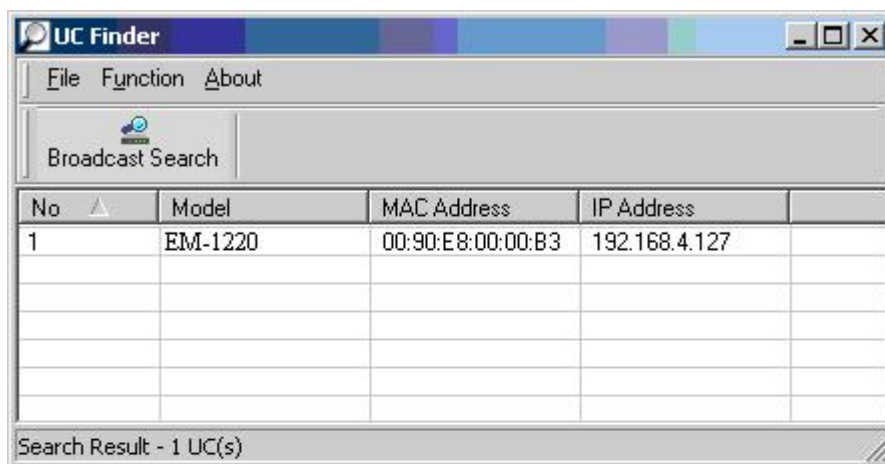 UC Finder
File Function About
Broadcast Search
No Model MAC Address IP Address
1 EM-1220 00:90:E8:00:00:B3 192.168.4.127
Search Result - 1 UC(s)